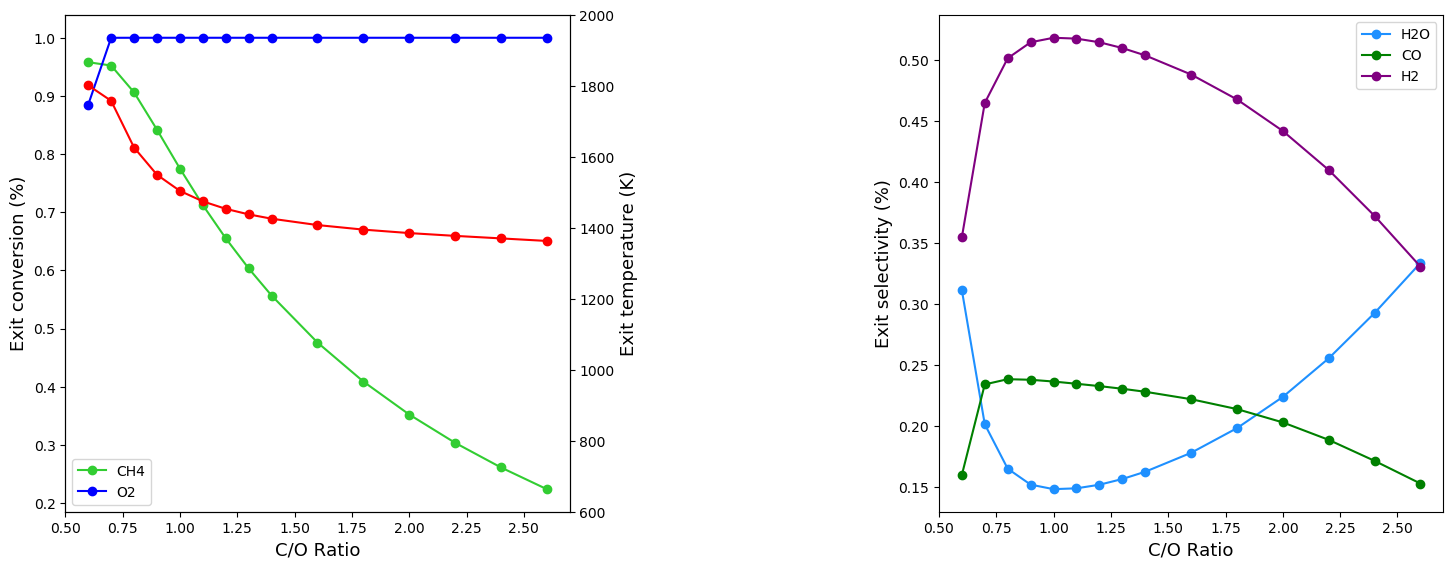 Exit conversion (%)
1.0
0.9
0.8
0.7
0.6
0.5
0.4
0.3
0.2
CH4
O2
0.50 0.75 1.00 1.25 1.50 1.75 2.00 2.25 2.50
C/O Ratio
2000
1800
1600
1400
1200
1000
800
600
Exit temperature (K)
Exit selectivity (%)
0.50
0.45
0.40
0.35
0.30
0.25
0.20
0.15
H2O
CO
H2
0.50 0.75 1.00 1.25 1.50 1.75 2.00 2.25 2.50
C/O Ratio